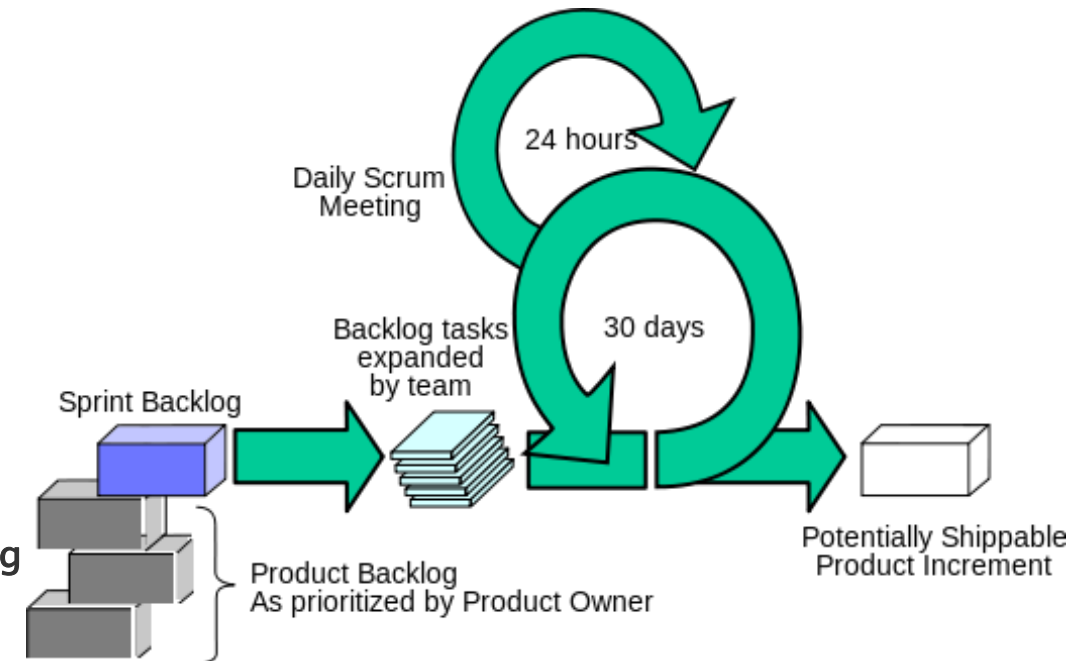 24 hours
Daily Scrum
Meeting
30 days
Backlog tasks
expanded
by team
Sprint Backlog
Potentially Shippable
Product Increment
g
Product Backlog
As prioritized by Product Owner